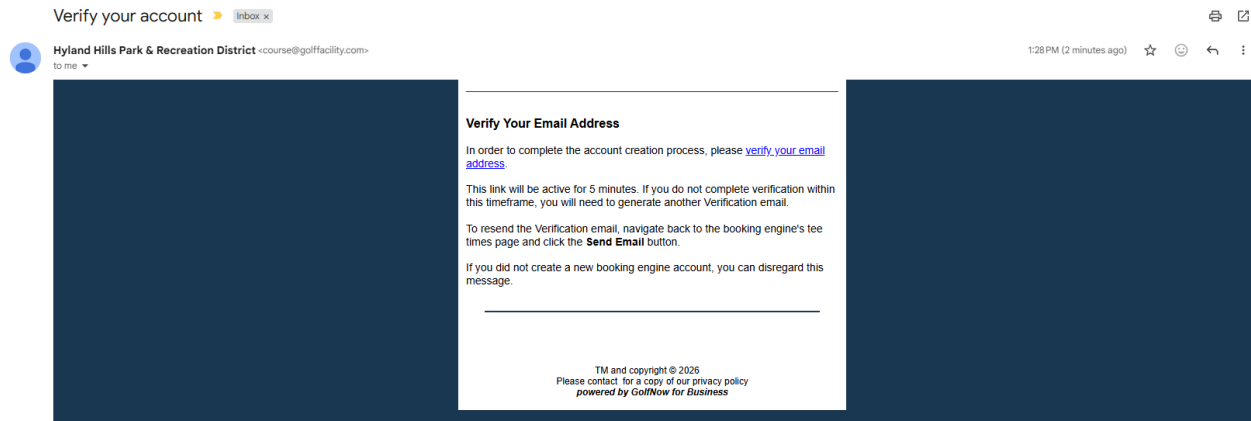 Verify your account Inbox x
Hyland Hills Park & Recreation District <course@golffacility.com> 1:28 PM (2 minutes ago)
to me
Verify Your Email Address
In order to complete the account creation process, please verify your email
address.
This link will be active for 5 minutes. If you do not complete verification within
this timeframe, you will need to generate another Verification email.
To resend the Verification email, navigate back to the booking engine's tee
times page and click the Send Email button.
If you did not create a new booking engine account, you can disregard this
message.
TM and copyright © 2026
Please contact  for a copy of our privacy policy
powered by GolfNow for Business